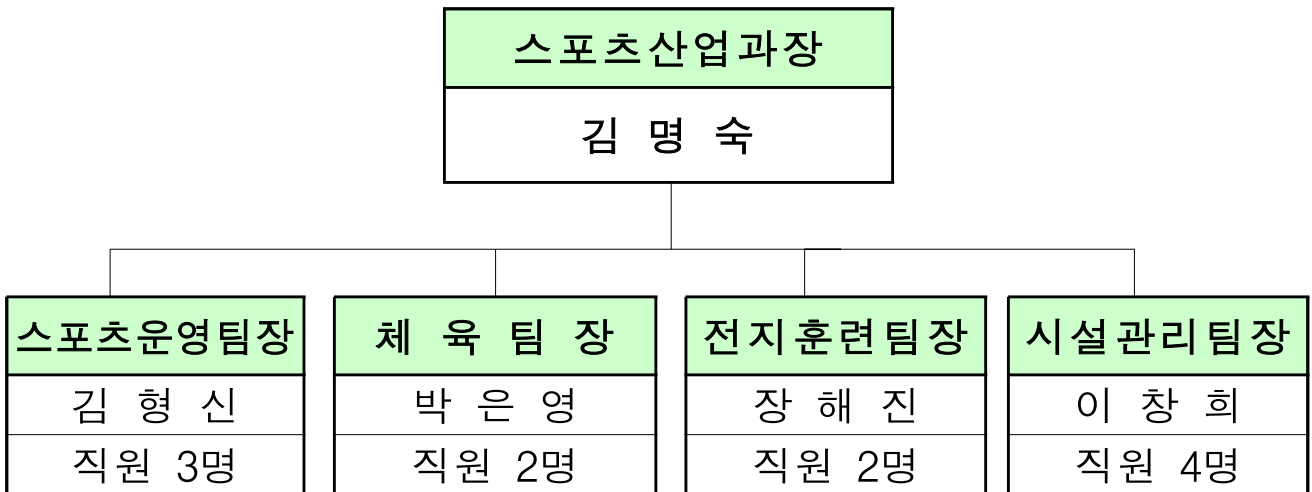 스포츠산업과장
김 명 숙
스포츠운영팀장 체 육 팀 장 전지훈련팀장 시설관리팀장
김 형 신 박 은 영 장 해 진 이 창 희
직원 3명 직원 2명 직원 2명 직원 4명